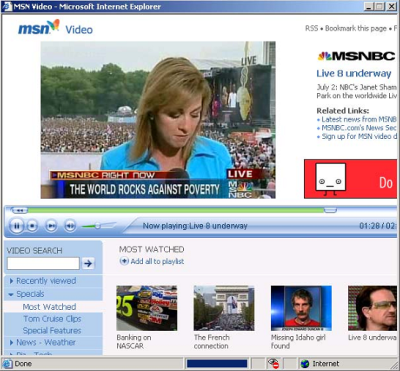 MSN Video - Microsoft Internet Explorer
msn Video
RSS • Bookmark this page • F
LIVE
MSNBC RIGHT NOW
LIVE
THE WORLD ROCKS AGAINST POVERTY
MSNBC
MSNBC
Live 8 underway
July 2: NBC's Janet Sham
Park on the worldwide Liv
Related Links:
• Latest news from MSNB
• MSNBC.com's News Sec
• Sign up for MSN video d
Do
Now playing:Live 8 underway
01:28 / 02
VIDEO SEARCH
Recently viewed
Specials
Most Watched
Tom Cruise Clips
Special Features
News - Weather
MOST WATCHED
Add all to playlist
25
Banking on
NASCAR
The French
connection
Missing Idaho girl
found
Live 8 underwa
Done
Internet